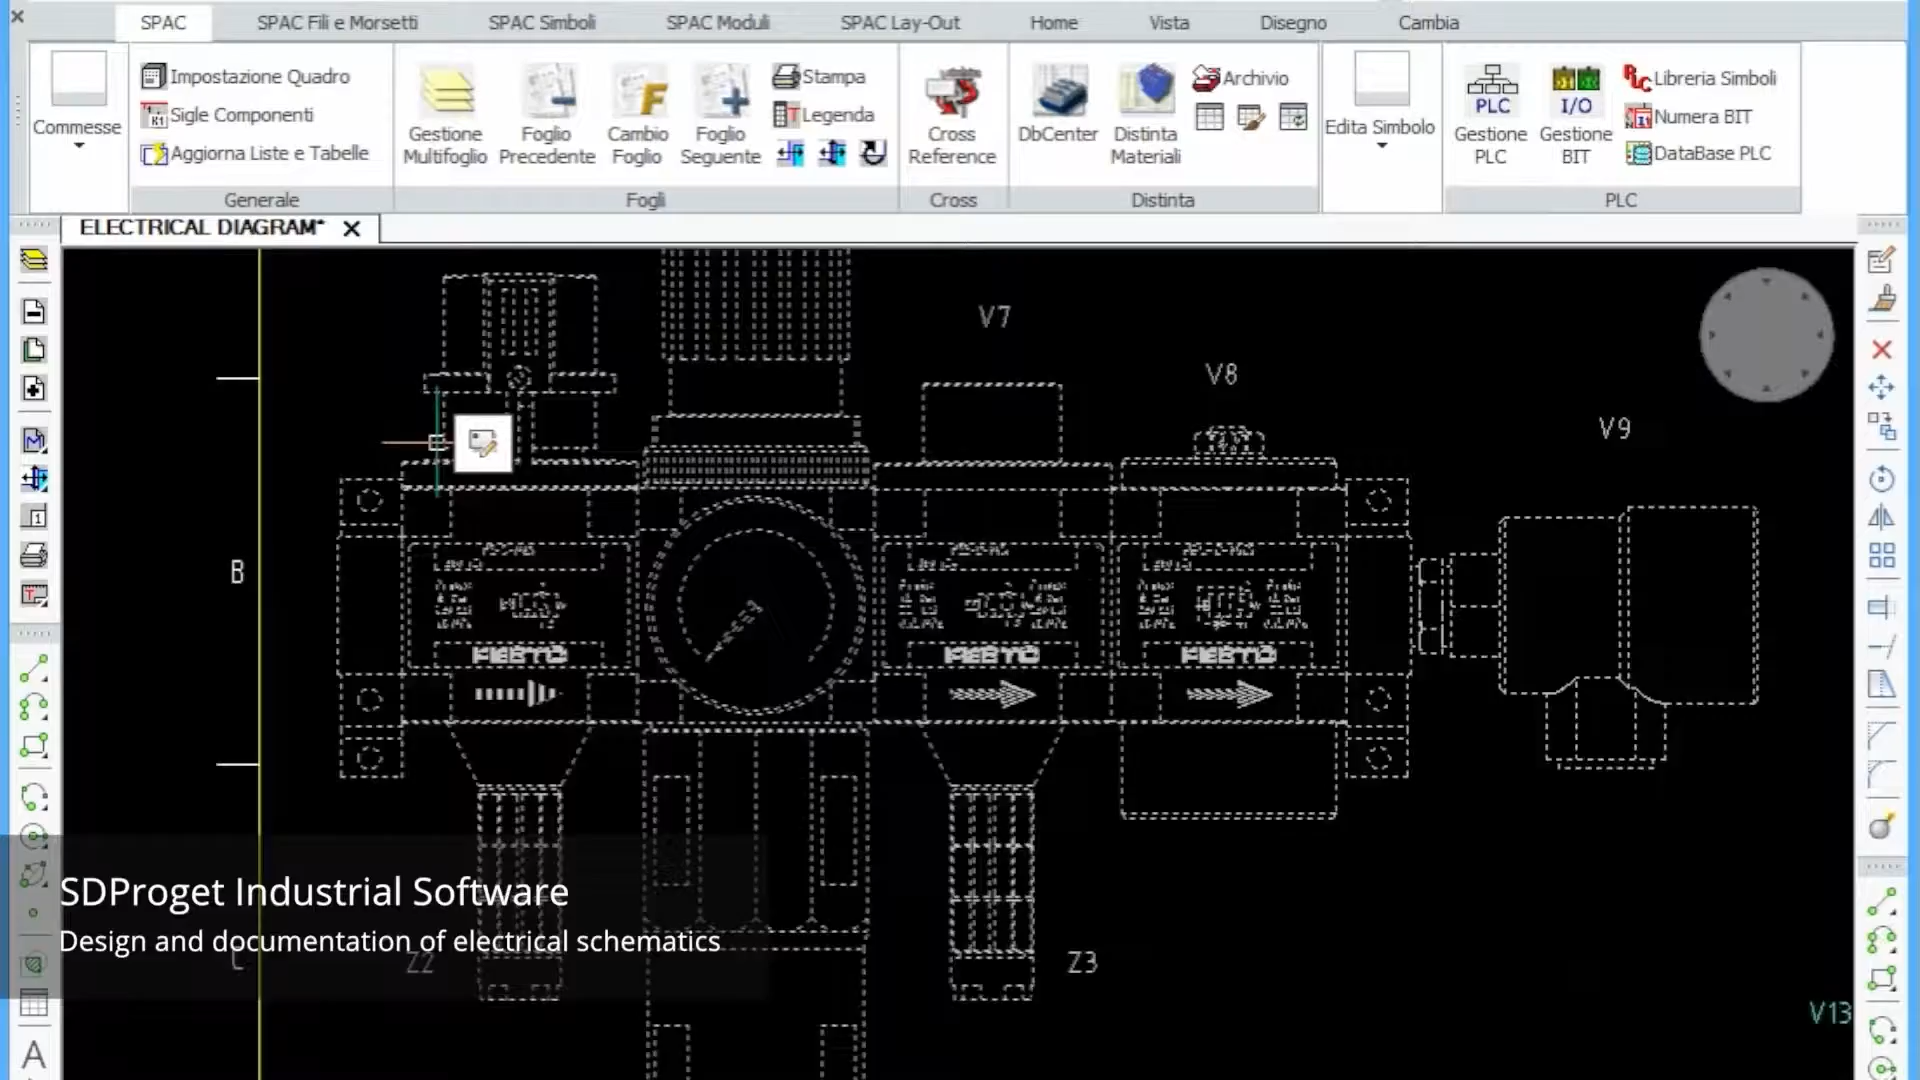 SPAC
SPAC Fili e Morsetti
SPAC Simboli
SPAC Moduli
SPAC Lay-Out
Home
Vista
Disegno
Cambia
Commesse
Impostazione Quadro
Sigle Componenti
Aggiorna Liste e Tabelle
Generale
Gestione
Multifoglio
Foglio
Precedente
Cambio
Foglio
Foglio
Seguente
Stampa
Legenda
Fogli
Cross
Reference
Cross
DbCenter
Distinta
Materiali
Archivio
Distinta
Edita Simbolo
PLC
Gestione
PLC
I/O
Gestione
BIT
Libreria Simboli
Numera BIT
DataBase PLC
PLC
ELECTRICAL DIAGRAM*
V7
V8
V9
B
FESTO
FESTO
FESTO
SDProget Industrial Software
Design and documentation of electrical schematics
C
Z2
Z3
V13
A